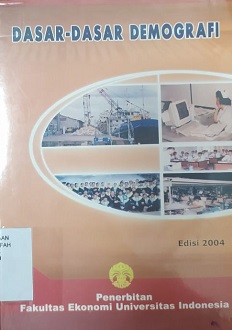 DASAR-DASAR DEMOGRAFI
Edisi 2004
Penerbitan
Fakultas Ekonomi Universitas Indonesia